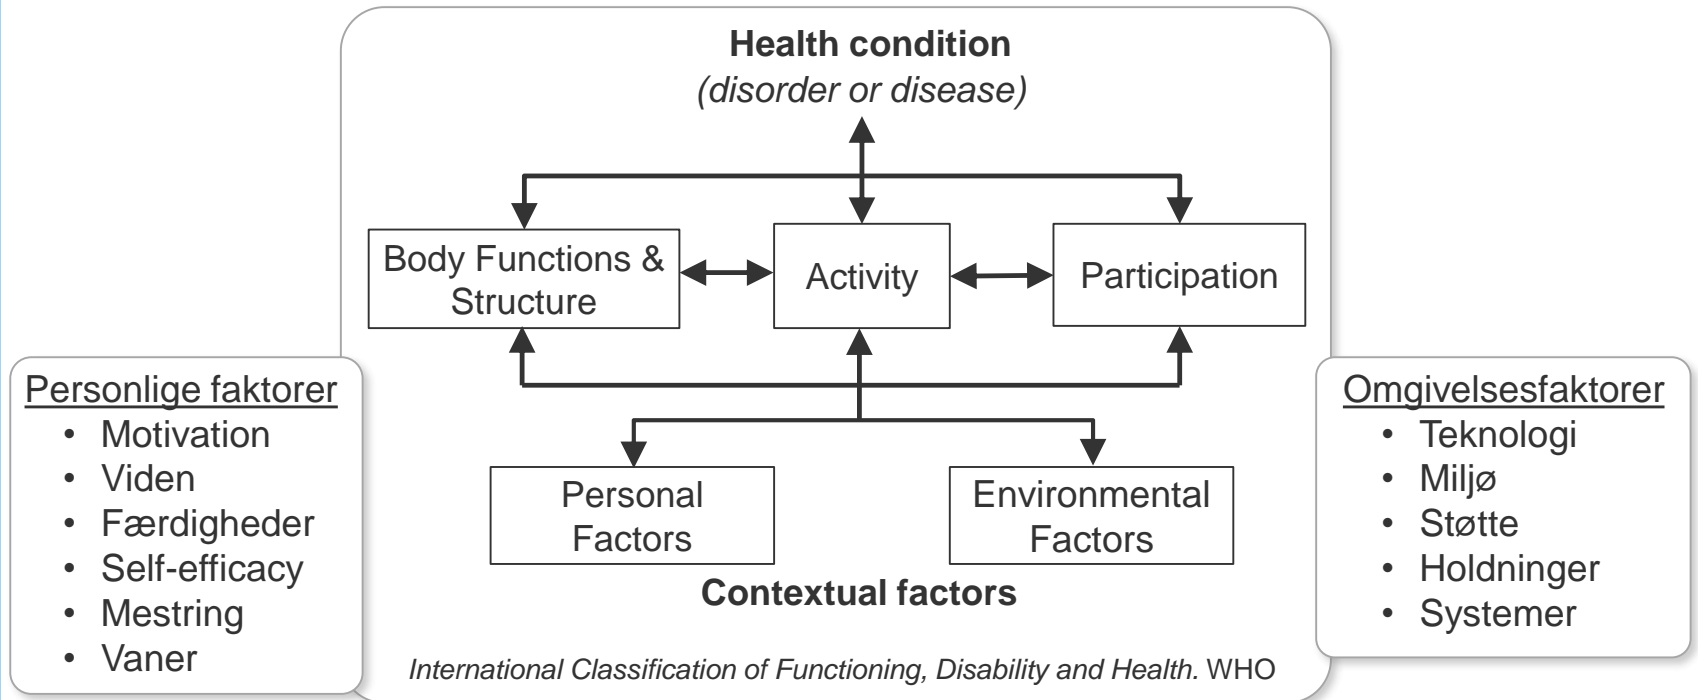 Health condition
(disorder or disease)
Body Functions &
Structure
Activity
Participation
Personlige faktorer
• Motivation
• Viden
• Færdigheder
• Self-efficacy
• Mestring
• Vaner
Personal
Factors
Environmental
Factors
Contextual factors
International Classification of Functioning, Disability and Health. WHO
Omgivelsesfaktorer
• Teknologi
• Miljø
• Støtte
• Holdninger
• Systemer